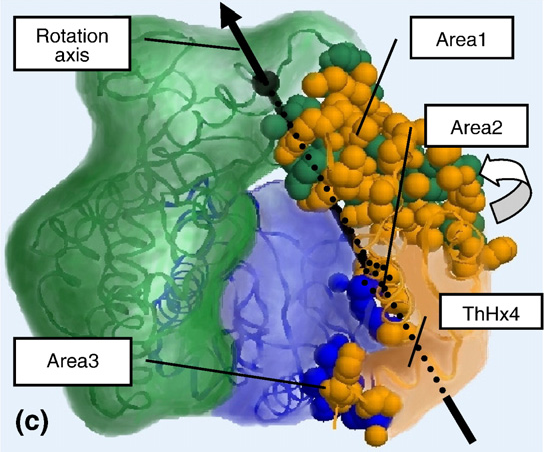 Rotation
axis
Area1
Area2
ThHx4
Area3
(c)